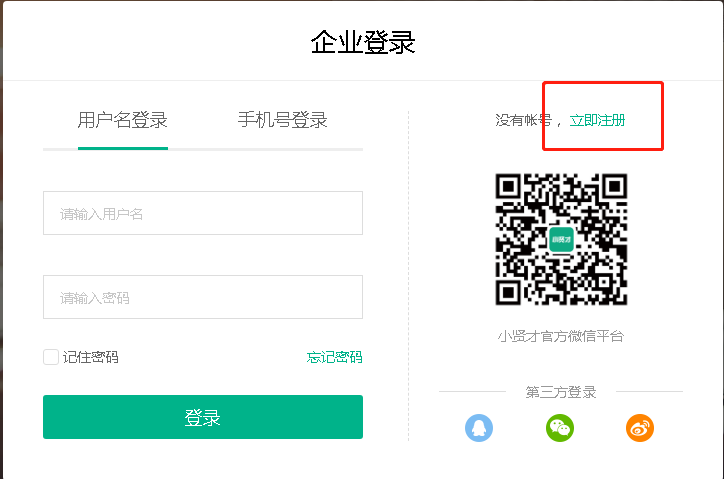 企业登录
用户名登录
手机号登录
请输入用户名
请输入密码
记住密码
忘记密码
登录
没有帐号，立即注册
小贤才官方微信平台
第三方登录